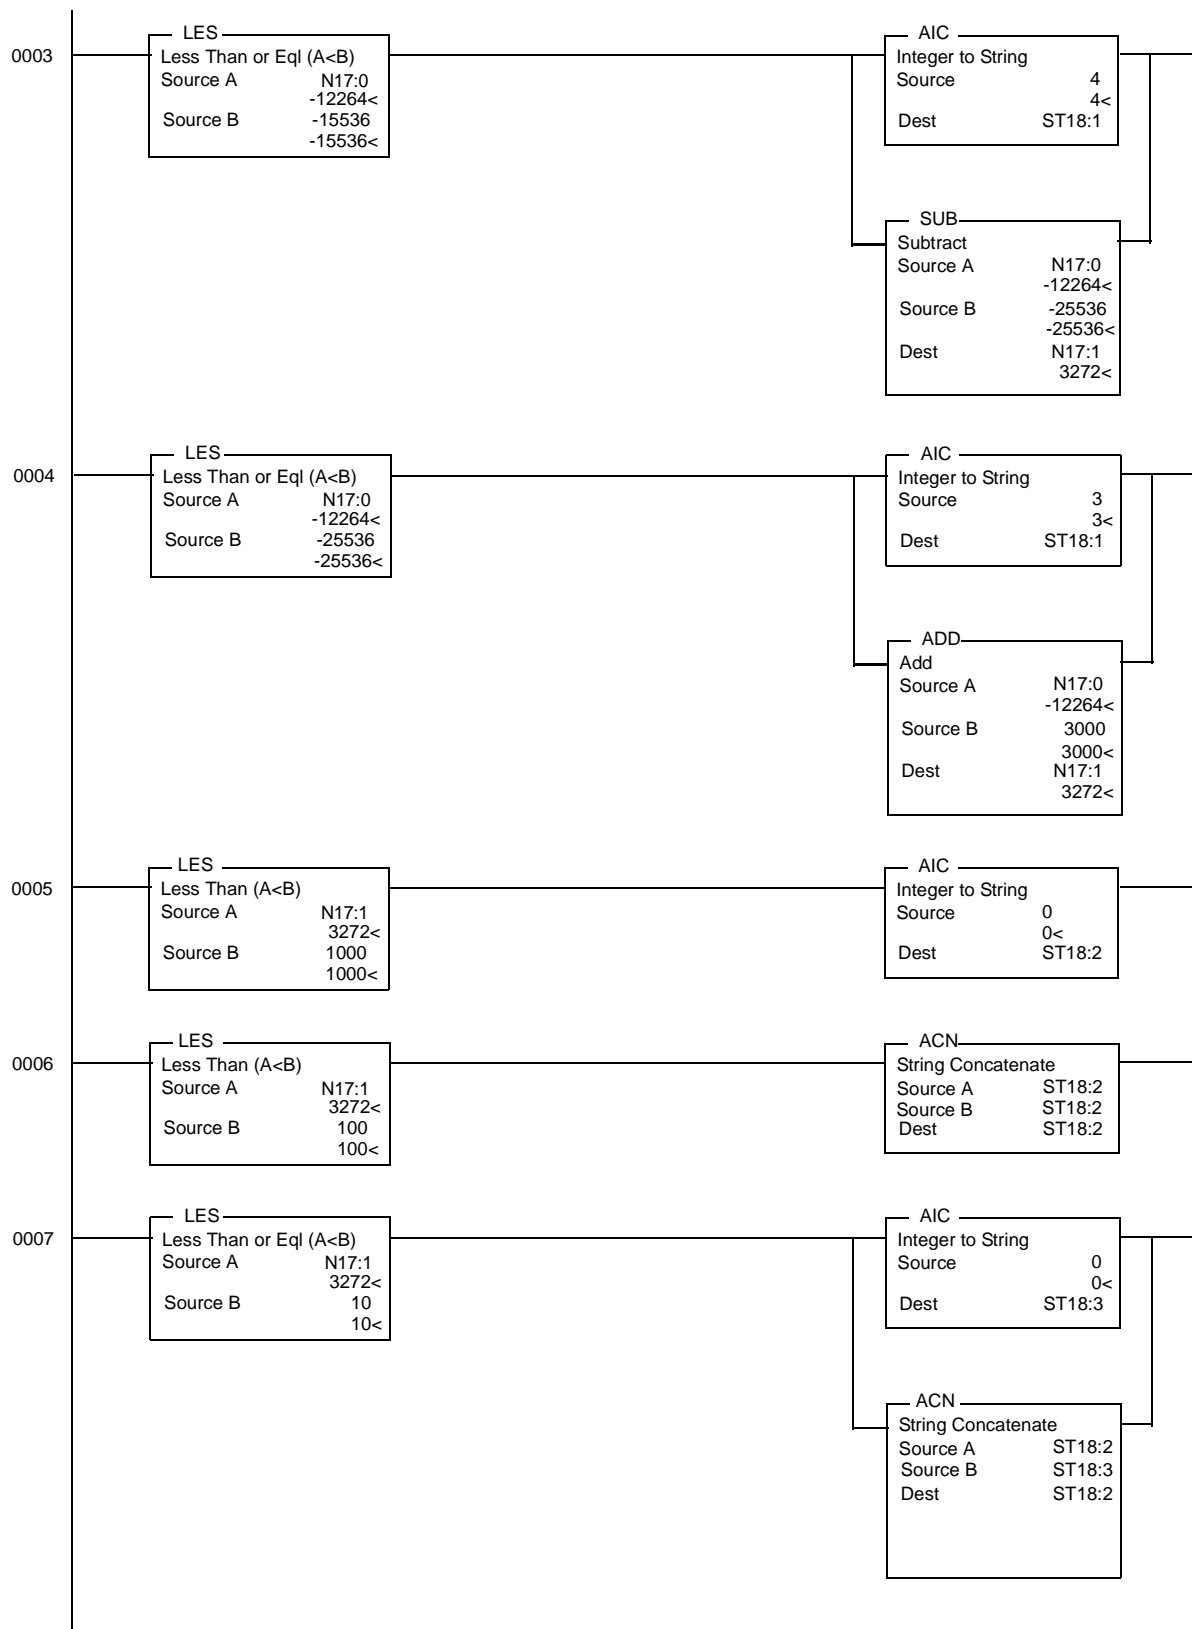 LES
AIC
0003
Less Than or Eql (A<B)
Integer to String
Source A N17:0
Source 4
-12264<
4<
Source B -15536
Dest ST18:1
-15536<
SUB
Subtract
Source A N17:0
-12264<
Source B -25536
-25536<
Dest N17:1
3272<
LES
AIC
0004
Less Than or Eql (A<B)
Integer to String
Source A N17:0
Source 3
-12264<
3<
Source B -25536
Dest ST18:1
-25536<
ADD
Add
Source A N17:0
-12264<
Source B 3000
3000<
Dest N17:1
3272<
LES
AIC
0005
Less Than (A<B)
Integer to String
Source A N17:1
Source 0
3272<
0<
Source B 1000
Dest ST18:2
1000<
LES
ACN
0006
Less Than (A<B)
String Concatenate
Source A N17:1
Source A ST18:2
3272<
Source B ST18:2
Source B 100
Dest ST18:2
100<
LES
AIC
0007
Less Than or Eql (A<B)
Integer to String
Source A N17:1
Source 0
3272<
0<
Source B 10
Dest ST18:3
10<
ACN
String Concatenate
Source A ST18:2
Source B ST18:3
Dest ST18:2